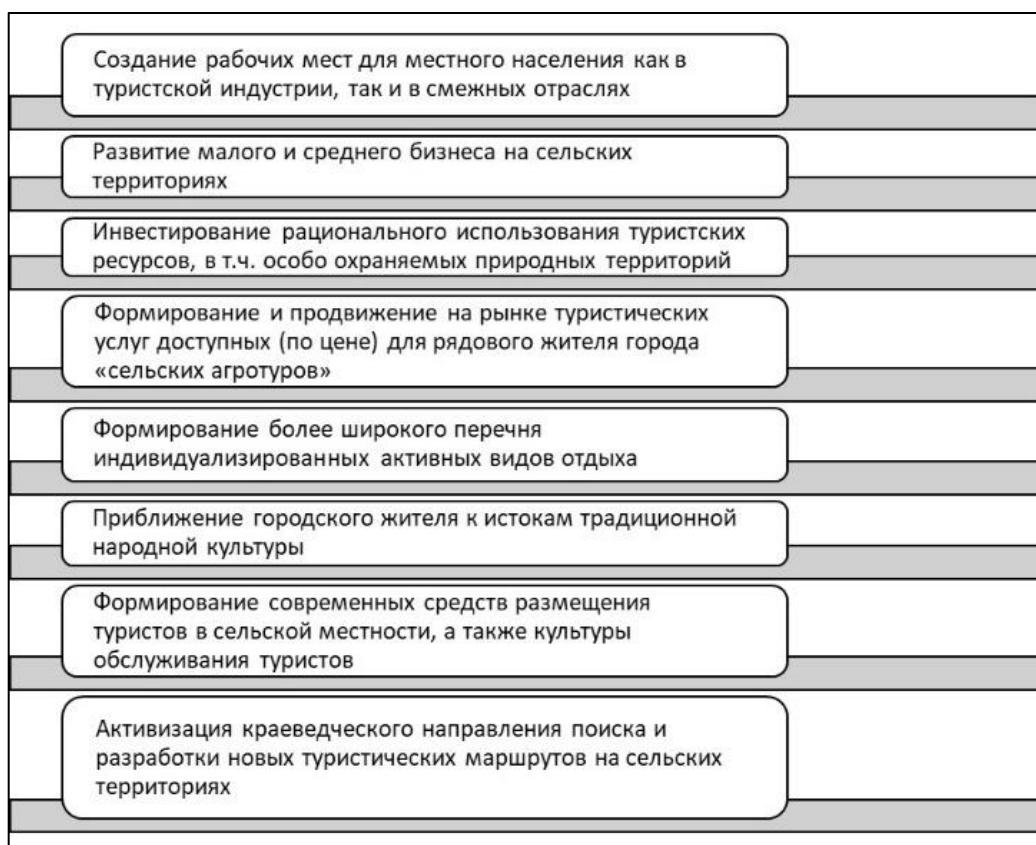 Создание рабочих мест для местного населения как в
туристской индустрии, так и в смежных отраслях
Развитие малого и среднего бизнеса на сельских
территориях
Инвестирование рационального использования туристских
ресурсов, в т.ч. особо охраняемых природных территорий
Формирование и продвижение на рынке туристических
услуг доступных (по цене) для рядового жителя города
«сельских агротуров»
Формирование более широкого перечня
индивидуализированных активных видов отдыха
Приближение городского жителя к истокам традиционной
народной культуры
Формирование современных средств размещения
туристов в сельской местности, а также культуры
обслуживания туристов
Активизация краеведческого направления поиска и
разработки новых туристических маршрутов на сельских
территориях